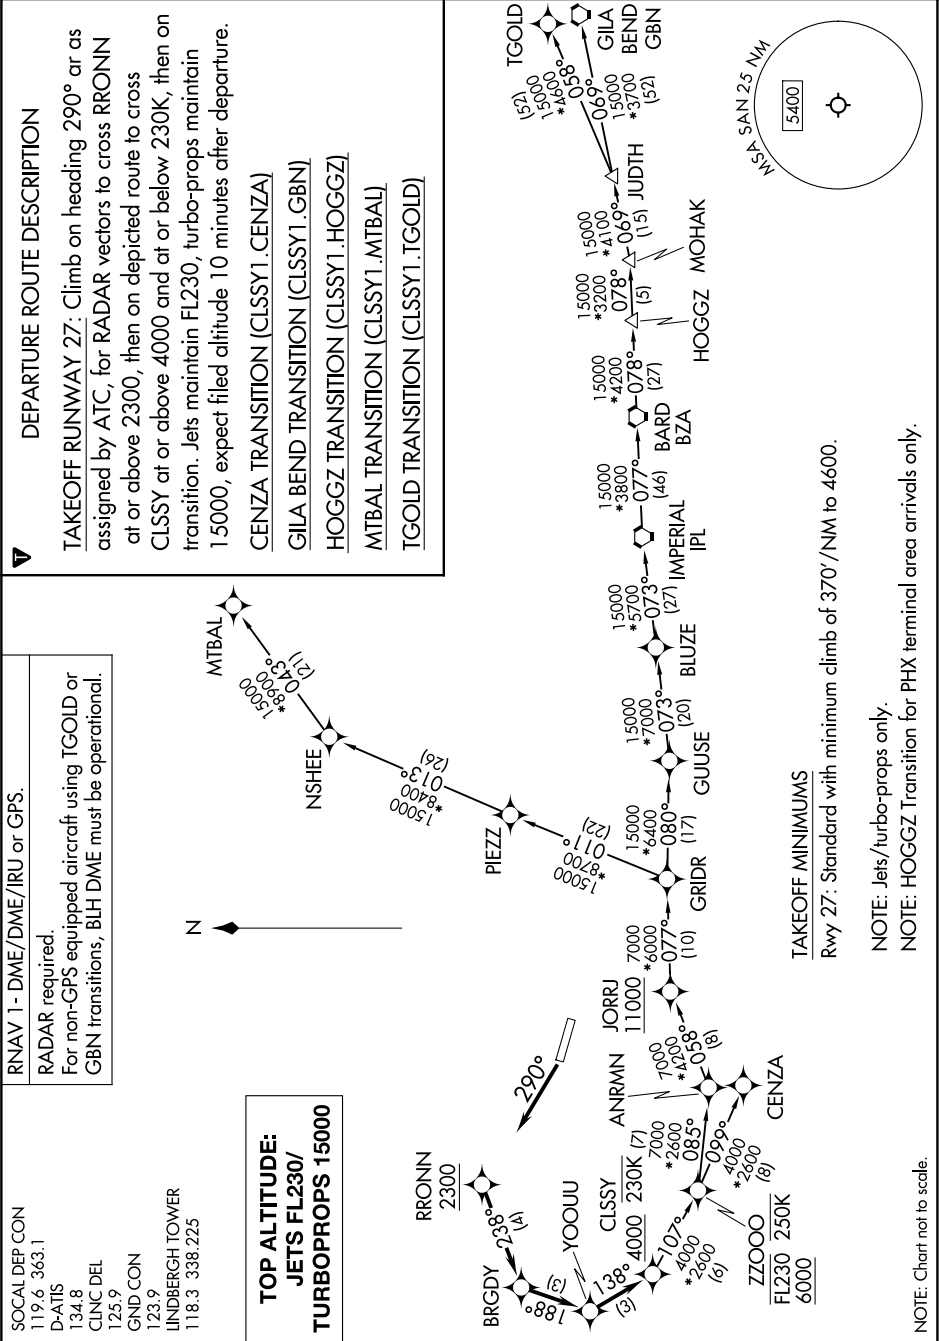 SOCAL DEP CON
119.6 363.1
D-ATIS
134.8
CLNC DEL
125.9
GND CON
123.9
LINDBERGH TOWER
118.3 338.225
RNAV 1 - DME/DME/IRU or GPS.
RADAR required.
For non-GPS equipped aircraft using TGOLD or
GBN transitions, BLH DME must be operational.
TOP ALTITUDE:
JETS FL230/
TURBOPROPS 15000
T
DEPARTURE ROUTE DESCRIPTION
TAKEOFF RUNWAY 27: Climb on heading 290° or as
assigned by ATC, for RADAR vectors to cross RRONN
at or above 2300, then on depicted route to cross
CLSSY at or above 4000 and at or below 230K, then on
transition. Jets maintain FL230, turbo-props maintain
15000, expect filed altitude 10 minutes after departure.
CENZA TRANSITION (CLSSY1.CENZA)
GILA BEND TRANSITION (CLSSY1.GBN)
HOGGZ TRANSITION (CLSSY1.HOGGZ)
MTBAL TRANSITION (CLSSY1.MTBAL)
TGOLD TRANSITION (CLSSY1.TGOLD)
N
290°
RRONN
2300
238°
(4)
BRGDY
188°
(3)
YOOUU
138°
(3)
CLSSY
4000 230K
107°
4000
*2600
(6)
ZZOOO
FL230 250K
6000
(7)
7000
*2600
085°
099°
4000
*2600
(8)
ANRMN
CENZA
7000
*4200
058°
(8)
JORRJ
11000
7000
*6000
077°
(10)
GRIDR
15000
*8700
011°
(22)
PIEZZ
15000
*8400
013°
(26)
NSHEE
15000
*8900
043°
(21)
MTBAL
15000
*6400
080°
(17)
GUUSE
15000
*7000
073°
(20)
BLUZE
15000
*5700
073°
(27)
IMPERIAL
IPL
15000
*3800
077°
(46)
BARD
BZA
15000
*4200
078°
(27)
HOGGZ
15000
*3200
078°
(5)
MOHAK
15000
*4100
069°
(15)
JUDTH
(52)
15000
*4600
058°
TGOLD
069°
15000
*3700
(52)
GILA
BEND
GBN
MSA SAN 25 NM
5400
TAKEOFF MINIMUMS
Rwy 27: Standard with minimum climb of 370'/NM to 4600.
NOTE: Jets/turbo-props only.
NOTE: HOGGZ Transition for PHX terminal area arrivals only.
NOTE: Chart not to scale.